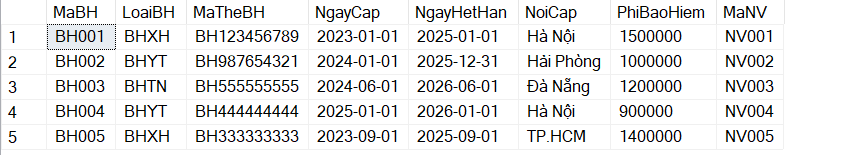 MaBH LoaiBH MaTheBH NgayCap NgayHetHan NoiCap PhiBaoHiem MaNV
1 BH001 BHXH BH123456789 2023-01-01 2025-01-01 Hà Nội 1500000 NV001
2 BH002 BHYT BH987654321 2024-01-01 2025-12-31 Hải Phòng 1000000 NV002
3 BH003 BHTN BH555555555 2024-06-01 2026-06-01 Đà Nẵng 1200000 NV003
4 BH004 BHYT BH444444444 2025-01-01 2026-01-01 Hà Nội 900000 NV004
5 BH005 BHXH BH333333333 2023-09-01 2025-09-01 TP.HCM 1400000 NV005